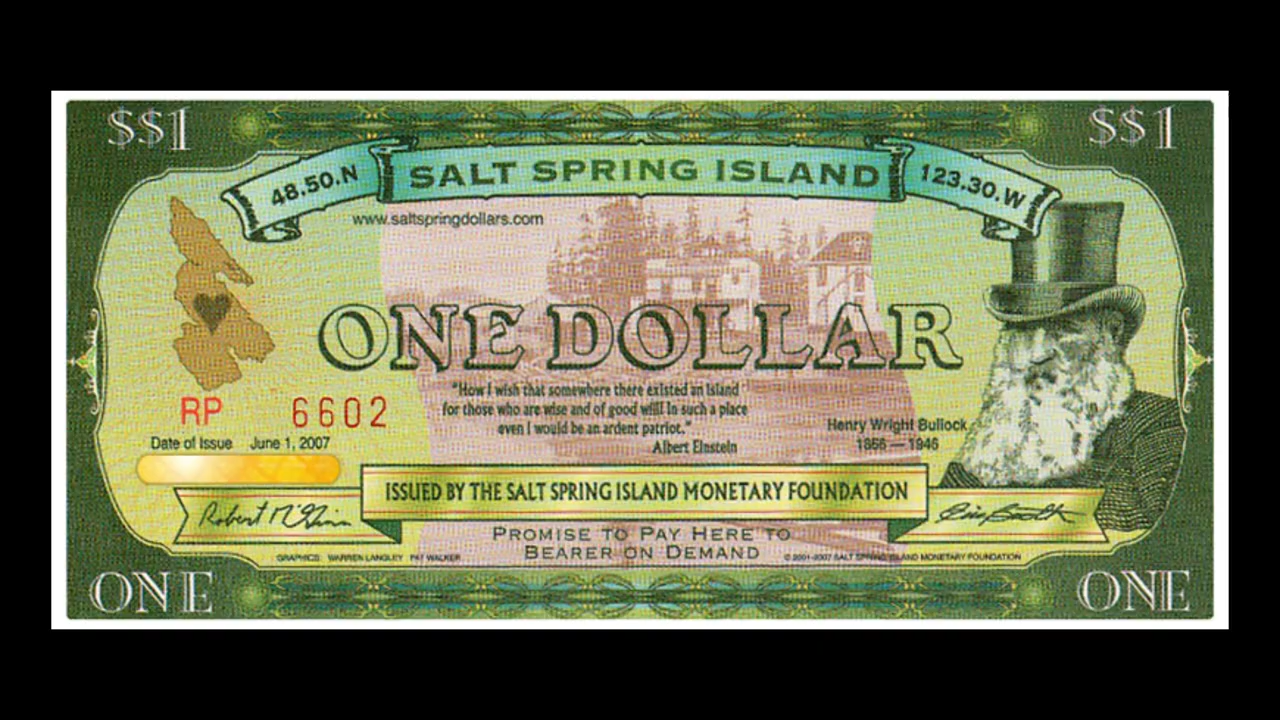 $$1
$$1
48.50.N
SALT SPRING ISLAND
123.30.W
www.saltspringdollars.com
ONE DOLLAR
"How I wish that somewhere there existed an Island
for those who are wise and of good will! In such a place
even I would be an ardent patriot."
Albert Einstein
RP 6602
Date of Issue June 1, 2007
Henry Wright Bullock
1866 — 1946
ISSUED BY THE SALT SPRING ISLAND MONETARY FOUNDATION
PROMISE TO PAY HERE TO
BEARER ON DEMAND
GRAPHICS: WARREN LANGLEY PAT WALKER
© 2001-2007 SALT SPRING ISLAND MONETARY FOUNDATION
ONE
ONE